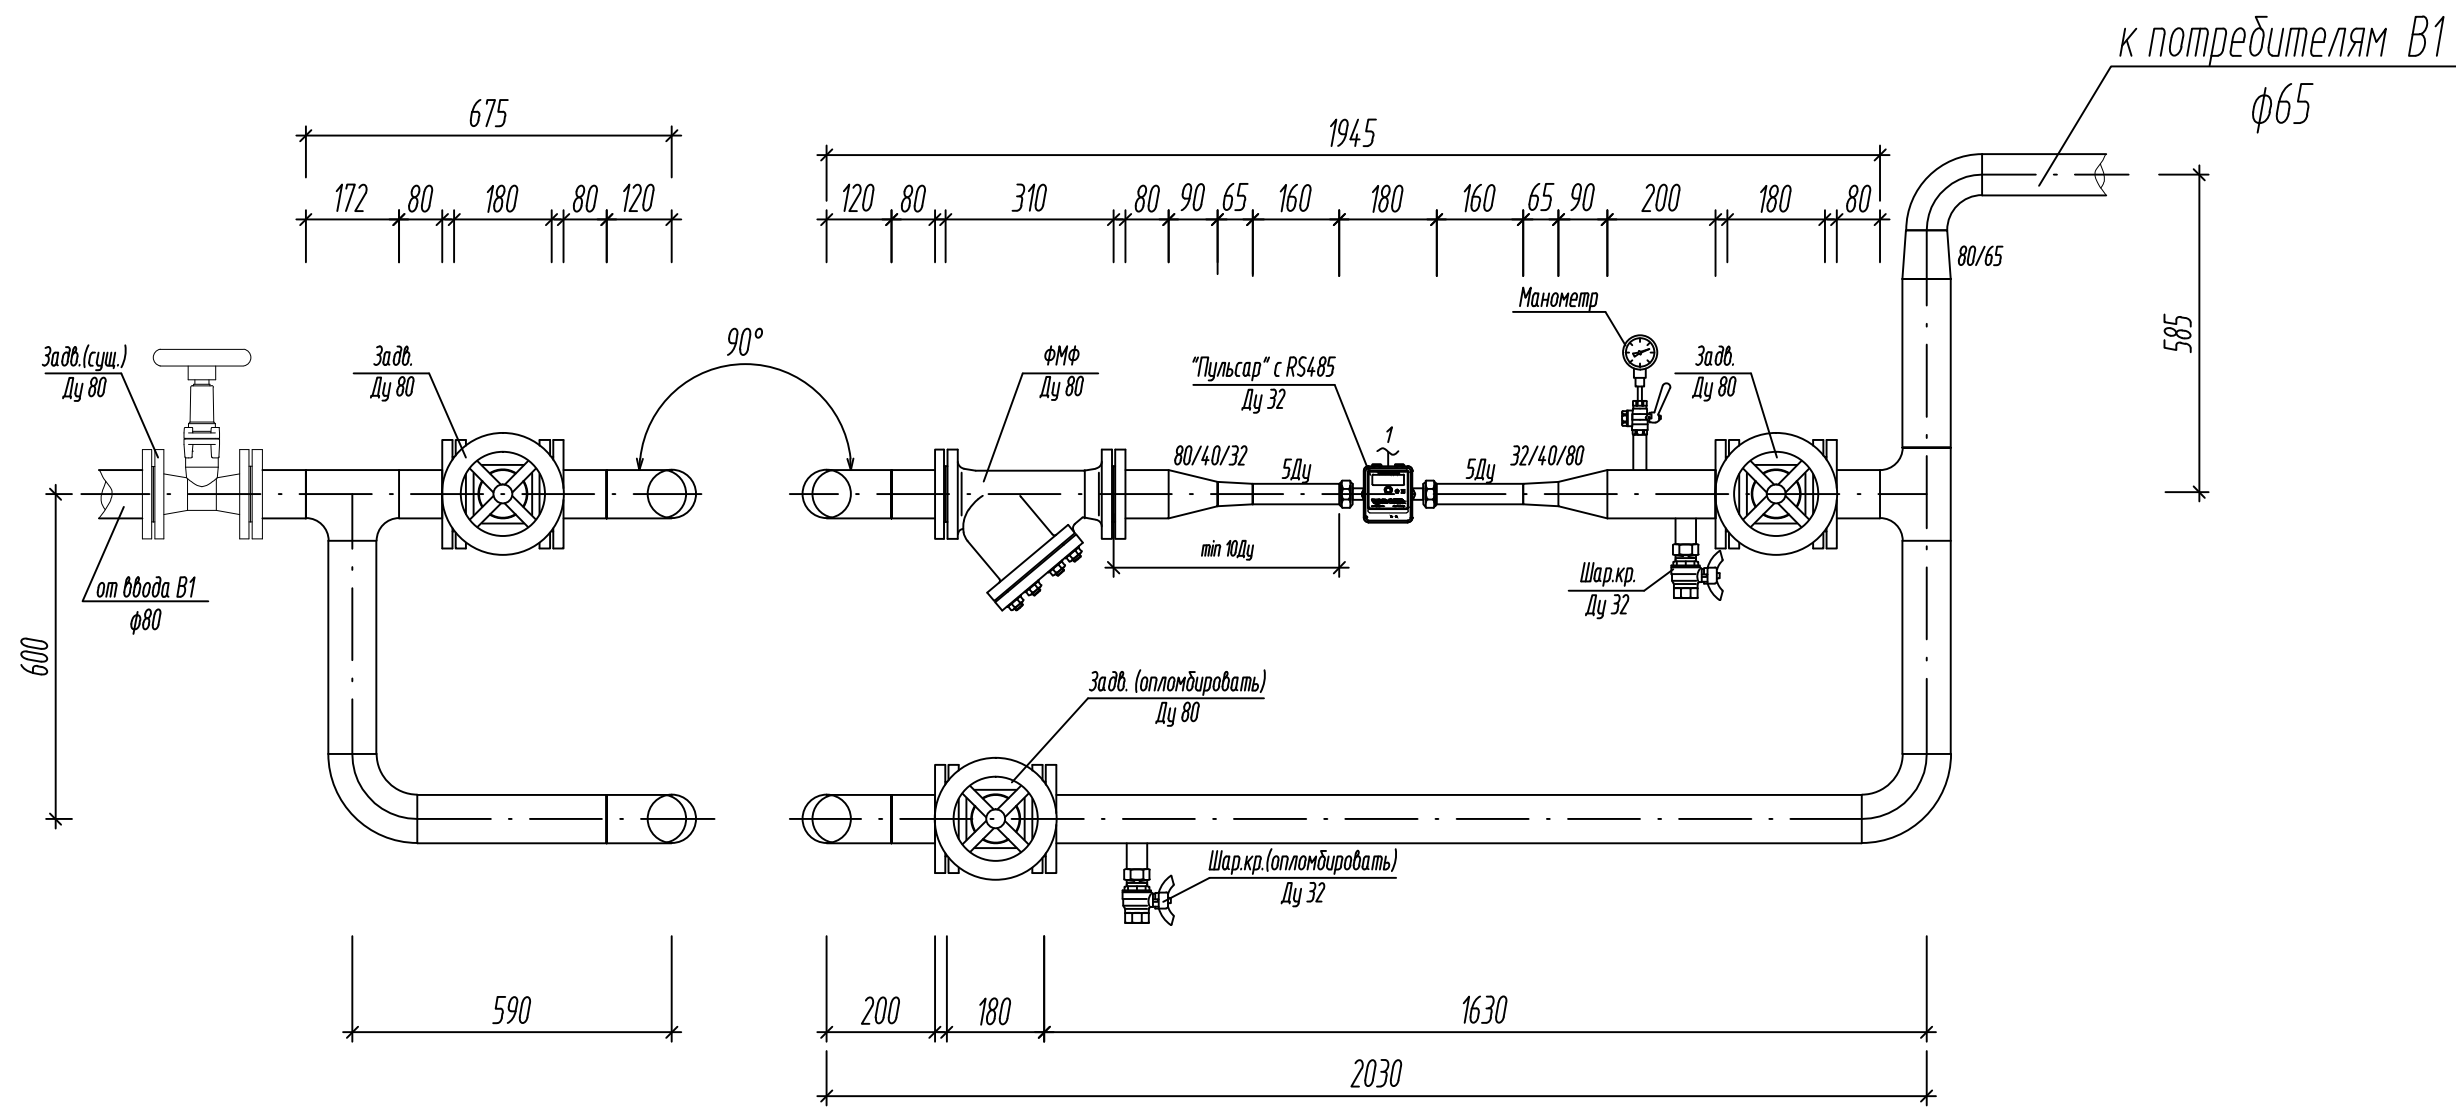 к потребителям В1
ф65
675
1945
172 80 180 80 120
120 80 310 80 90 65 160 180 160 65 90 200 180 80
80/65
585
Манометр
90°
Задв.(сущ.)
Ду 80
Задв.
Ду 80
ФМФ
Ду 80
"Пульсар" с RS485
Ду 32
Задв.
Ду 80
1
80/40/32
5Ду
5Ду
32/40/80
min 10Ду
от ввода В1
ф80
Шар.кр.
Ду 32
600
Задв. (опломбировать)
Ду 80
Шар.кр.(опломбировать)
Ду 32
590
200 180 1630
2030